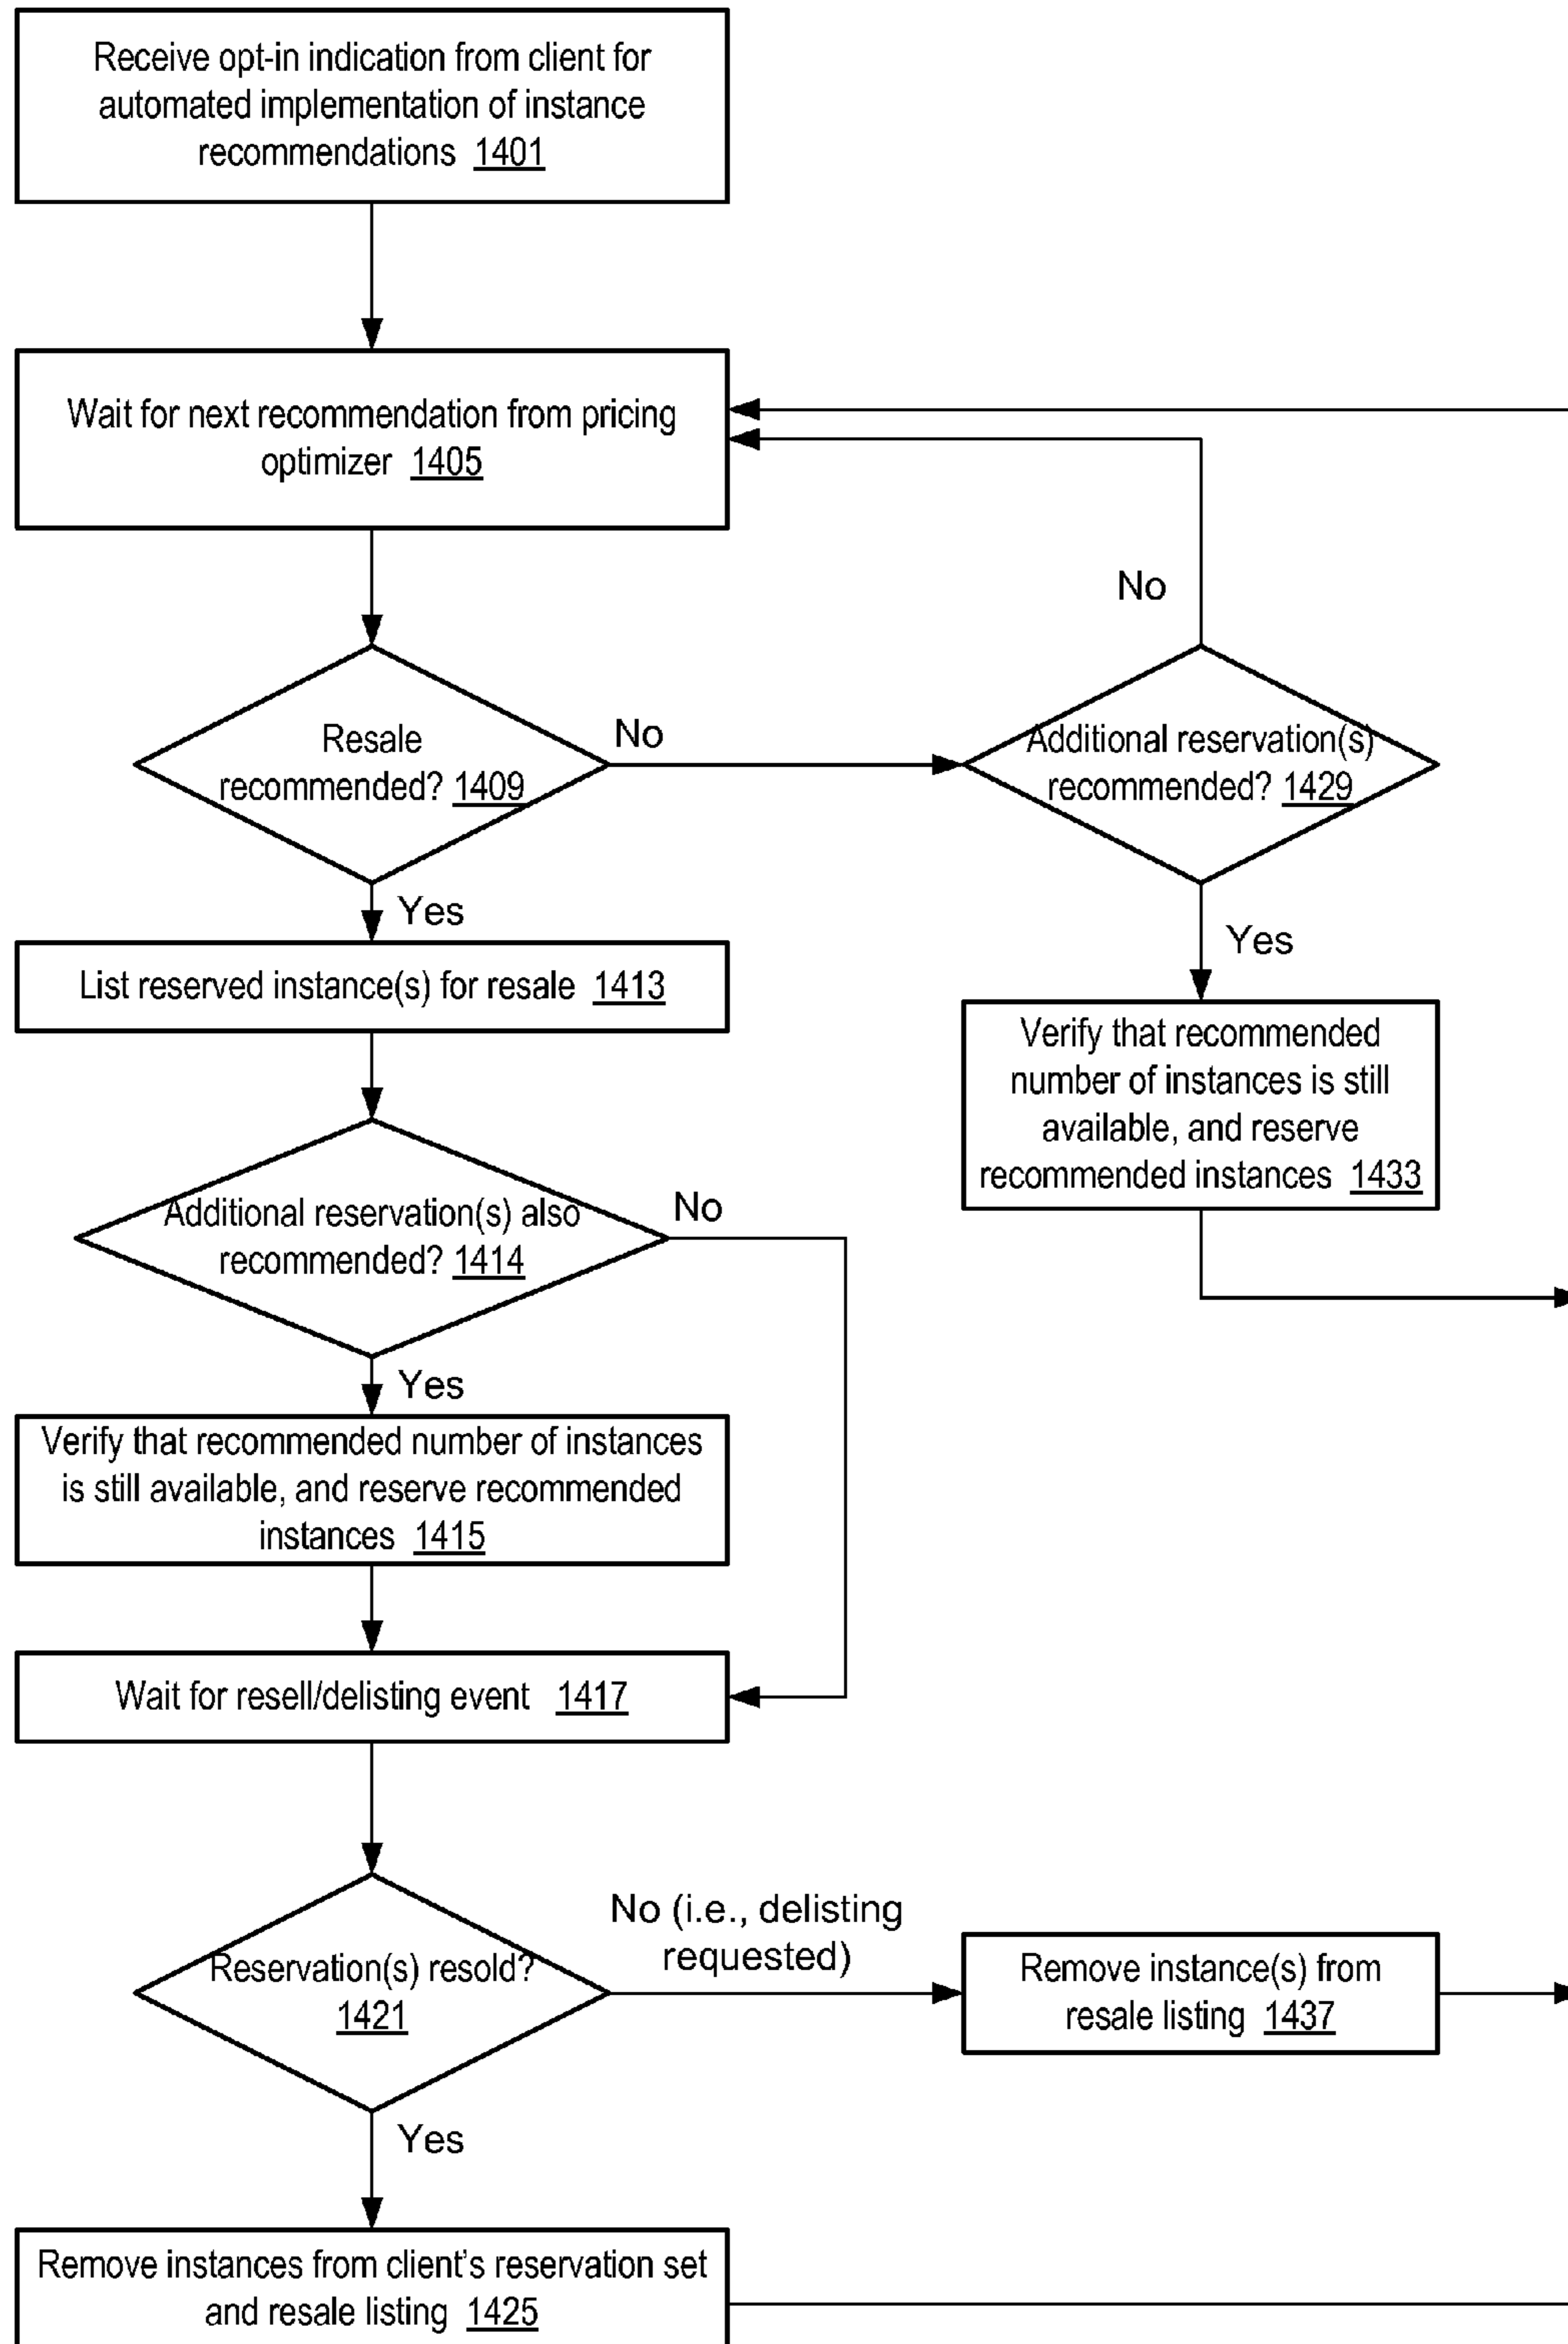 Receive opt-in indication from client for
automated implementation of instance
recommendations 1401
Wait for next recommendation from pricing
optimizer 1405
No
Resale
recommended? 1409
No
Additional reservation(s)
recommended? 1429
Yes
Yes
List reserved instance(s) for resale 1413
Verify that recommended
number of instances is still
available, and reserve
recommended instances 1433
Additional reservation(s) also
recommended? 1414
No
Yes
Verify that recommended number of instances
is still available, and reserve recommended
instances 1415
Wait for resell/delisting event 1417
Reservation(s) resold?
1421
No (i.e., delisting
requested)
Remove instance(s) from
resale listing 1437
Yes
Remove instances from client's reservation set
and resale listing 1425